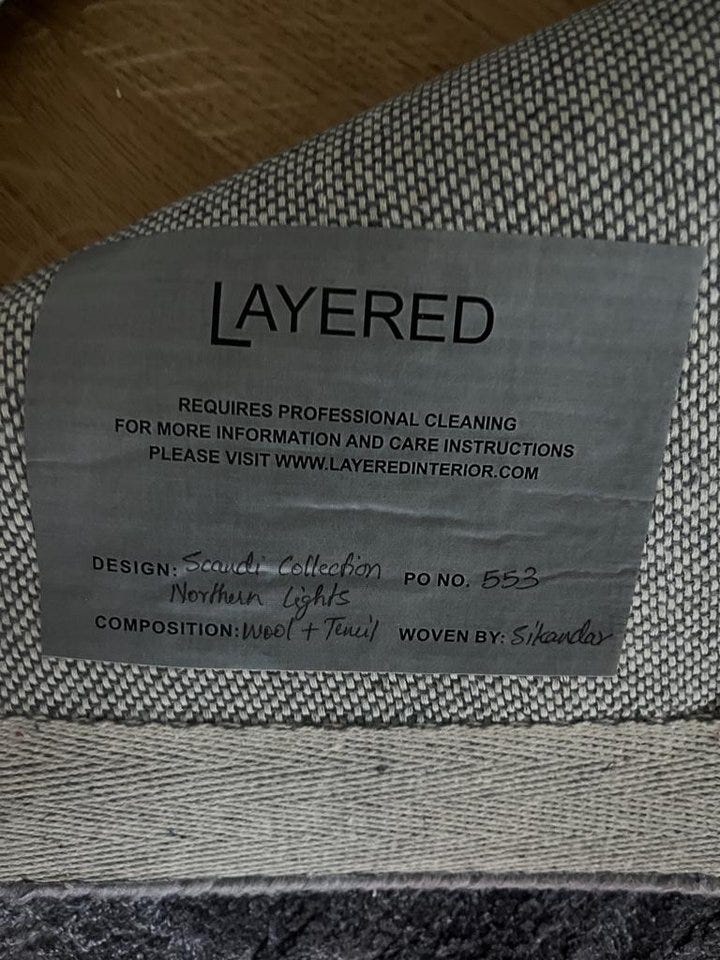 LAYERED
REQUIRES PROFESSIONAL CLEANING
FOR MORE INFORMATION AND CARE INSTRUCTIONS
PLEASE VISIT WWW.LAYEREDINTERIOR.COM
DESIGN: Scandi Collection PO NO. 553
Northern Lights
COMPOSITION: Wool + Tencil WOVEN BY: Sikandar